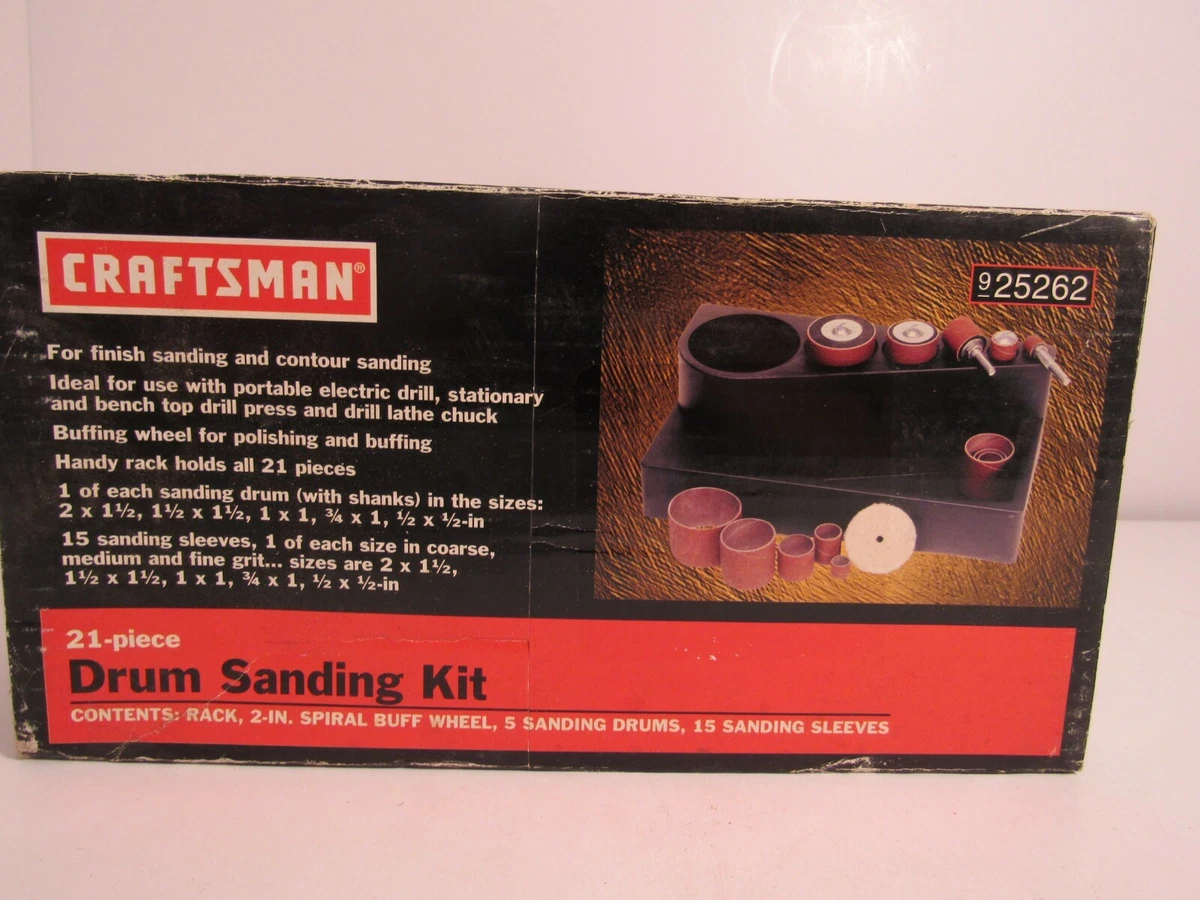 CRAFTSMAN®
925262
For finish sanding and contour sanding
Ideal for use with portable electric drill, stationary
and bench top drill press and drill lathe chuck
Buffing wheel for polishing and buffing
Handy rack holds all 21 pieces
1 of each sanding drum (with shanks) in the sizes:
2 x 1½, 1½ x 1½, 1 x 1, ¾ x 1, ½ x ½-in
15 sanding sleeves, 1 of each size in coarse,
medium and fine grit... sizes are 2 x 1½,
1½ x 1½, 1 x 1, ¾ x 1, ½ x ½-in
21-piece
Drum Sanding Kit
CONTENTS: RACK, 2-IN. SPIRAL BUFF WHEEL, 5 SANDING DRUMS, 15 SANDING SLEEVES